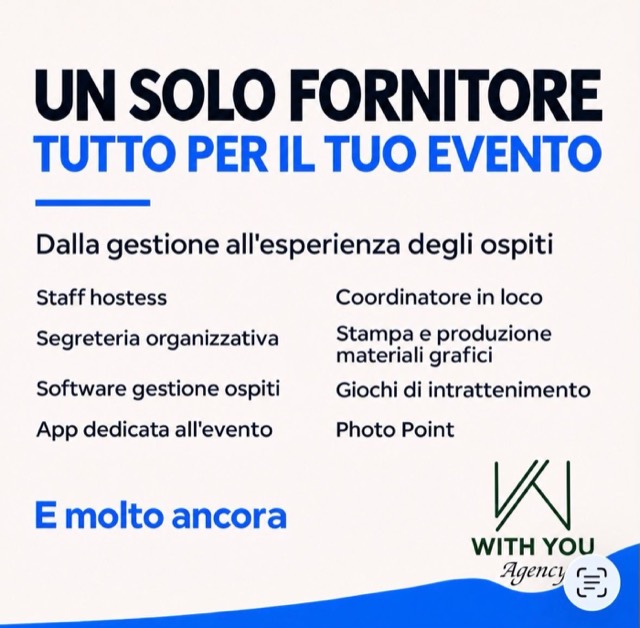 UN SOLO FORNITORE
TUTTO PER IL TUO EVENTO
Dalla gestione all'esperienza degli ospiti
Staff hostess
Segreteria organizzativa
Software gestione ospiti
App dedicata all'evento
Coordinatore in loco
Stampa e produzione
materiali grafici
Giochi di intrattenimento
Photo Point
E molto ancora
WITH YOU
Agency